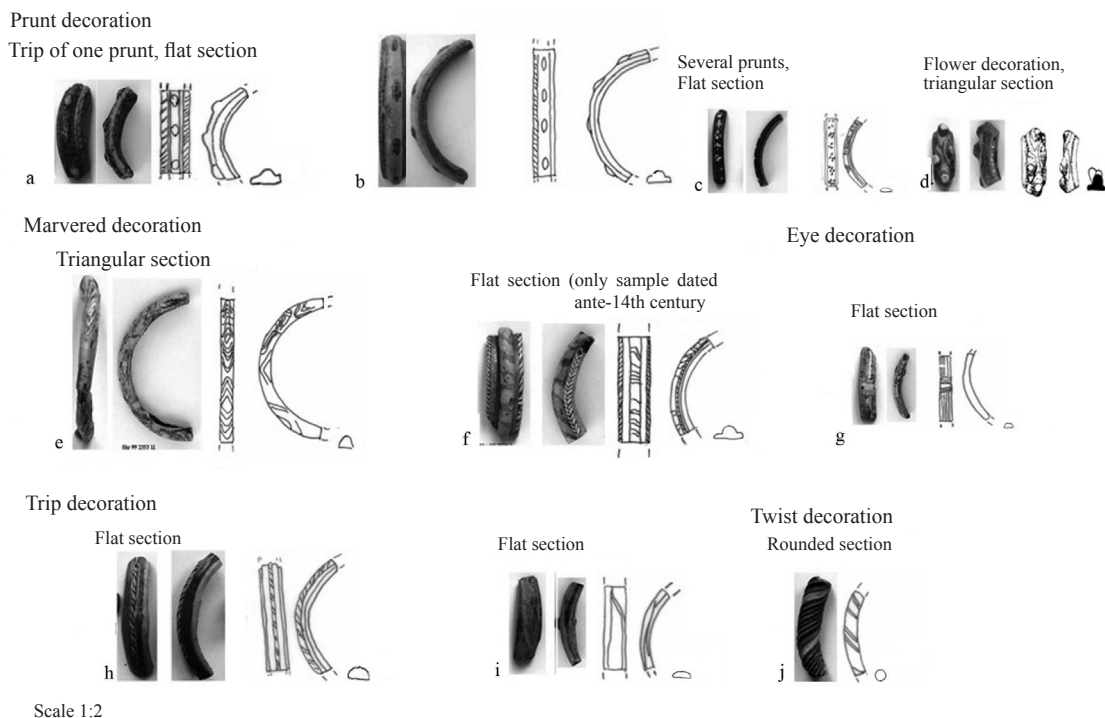 Prunt decoration
Trip of one prunt, flat section
a
b
Several prunts,
Flat section
c
Flower decoration,
triangular section
d
Marvered decoration
Triangular section
e
Eye decoration
Flat section (only sample dated
ante-14th century
f
Flat section
g
Trip decoration
Flat section
h
Flat section
i
Twist decoration
Rounded section
j
Scale 1:2